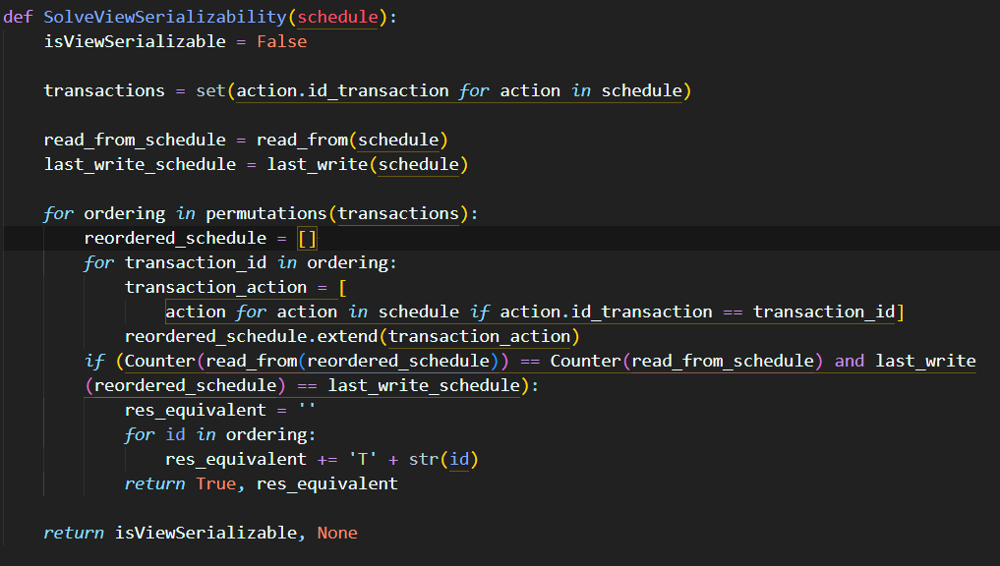 def SolveViewSerializability(schedule):
    isViewSerializable = False
    transactions = set(action.id_transaction for action in schedule)
    read_from_schedule = read_from(schedule)
    last_write_schedule = last_write(schedule)
    for ordering in permutations(transactions):
        reordered_schedule = []
        for transaction_id in ordering:
            transaction_action = [
                action for action in schedule if action.id_transaction == transaction_id]
            reordered_schedule.extend(transaction_action)
        if (Counter(read_from(reordered_schedule)) == Counter(read_from_schedule) and last_write
        (reordered_schedule) == last_write_schedule):
            res_equivalent = ''
            for id in ordering:
                res_equivalent += 'T' + str(id)
            return True, res_equivalent
    return isViewSerializable, None